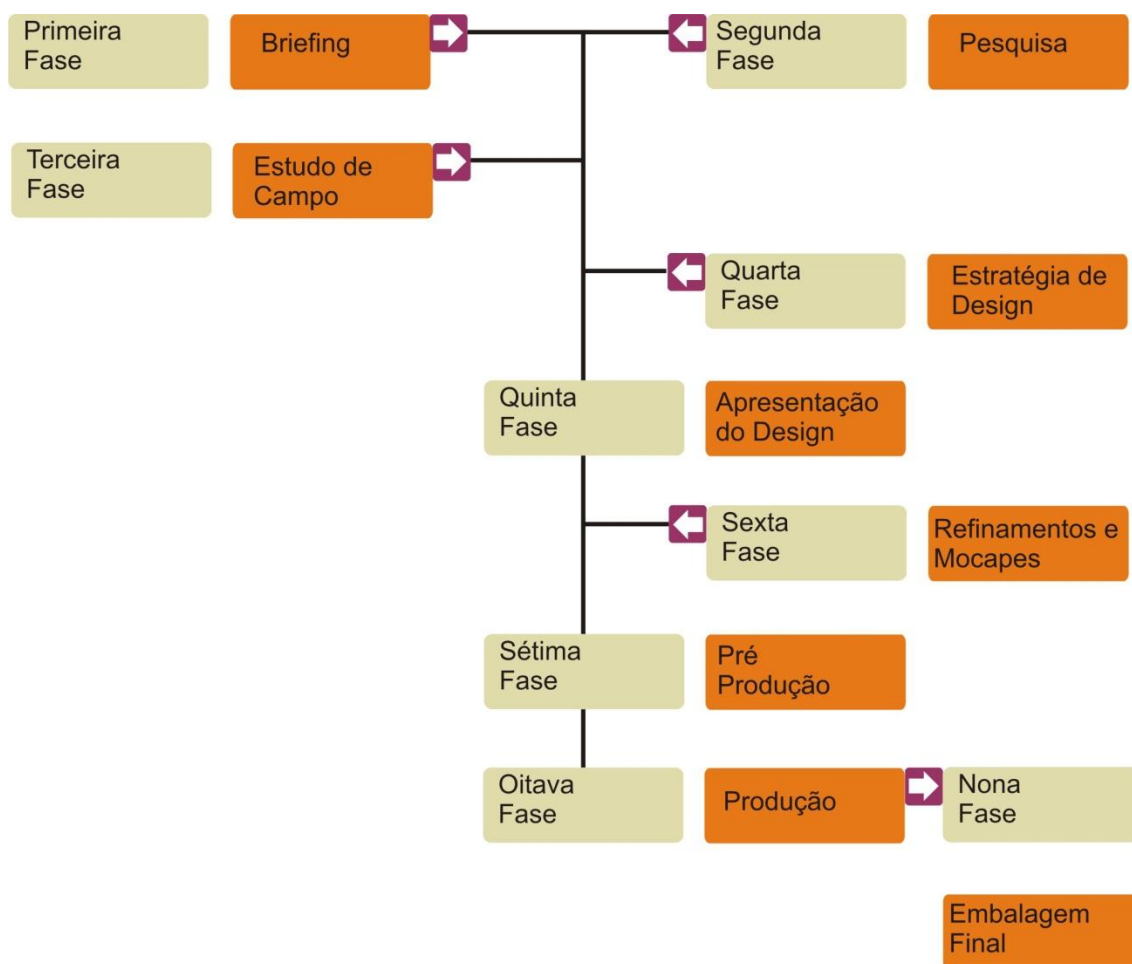 Primeira
Fase
Briefing
Segunda
Fase
Pesquisa
Terceira
Fase
Estudo de
Campo
Quarta
Fase
Estratégia de
Design
Quinta
Fase
Apresentação
do Design
Sexta
Fase
Refinamentos e
Mocapes
Sétima
Fase
Pré
Produção
Oitava
Fase
Produção
Nona
Fase
Embalagem
Final